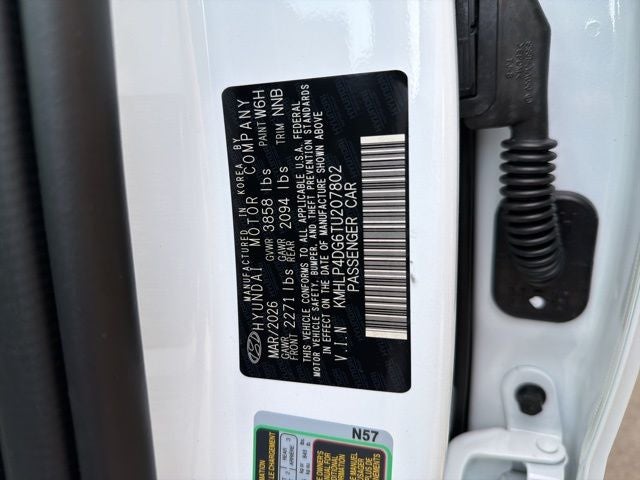 MANUFACTURED IN KOREA BY
HYUNDAI MOTOR COMPANY
MAR/2026 GVWR 3858 lbs PAINT W6H
GAWR FRONT 2271 lbs GAWR REAR 2094 lbs TRIM NNB
THIS VEHICLE CONFORMS TO ALL APPLICABLE U.S.A. FEDERAL
MOTOR VEHICLE SAFETY, BUMPER, AND THEFT PREVENTION STANDARDS
IN EFFECT ON THE DATE OF MANUFACTURE SHOWN ABOVE
V.I.N KMHLP4DG6TU207802
PASSENGER CAR
N57